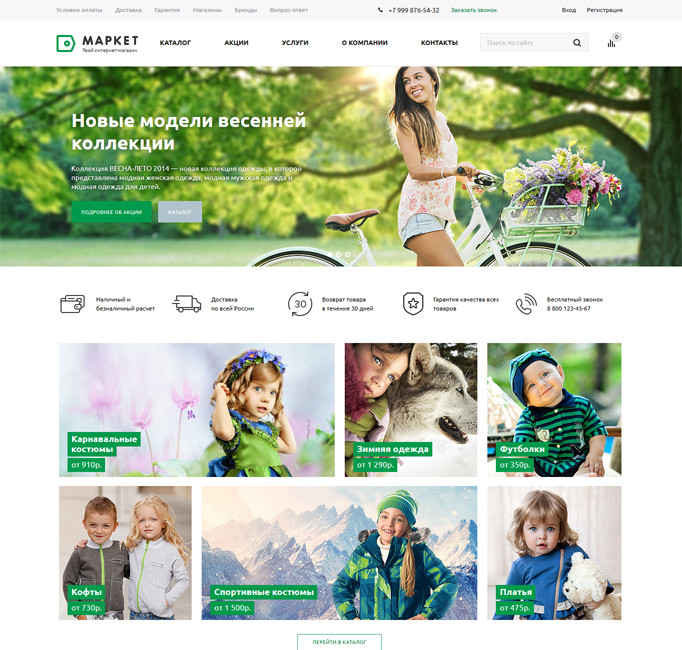 Условия оплаты Доставка Гарантия Магазины Бренды Вопрос-ответ +7 999 876-54-32 Заказать звонок Вход Регистрация
МАРКЕТ
Твой интернет-магазин
КАТАЛОГ АКЦИИ УСЛУГИ О КОМПАНИИ КОНТАКТЫ Поиск по сайту 0
Новые модели весенней
коллекции
Коллекция ВЕСНА-ЛЕТО 2014 — новая коллекция одежды, в которой
представлена модная женская одежда, модная мужская одежда и
модная одежда для детей.
ПОДРОБНЕЕ ОБ АКЦИИ КАТАЛОГ
Наличный и
безналичный расчет
Доставка
по всей России
30
Возврат товара
в течение 30 дней
Гарантия качества всех
товаров
Бесплатный звонок
8 800 123-45-67
Карнавальные
костюмы
от 910р.
Зимняя одежда
от 1 290р.
Футболки
от 350р.
Кофты
от 730р.
Спортивные костюмы
от 1 500р.
Платья
от 475р.
ПЕРЕЙТИ В КАТАЛОГ